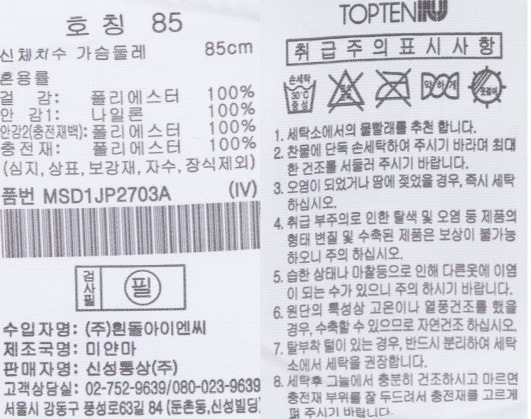 호 칭 85
신체치수 가슴둘레 85cm
혼용률
겉 감: 폴리에스터 100%
안 감1: 나일론 100%
안감2(충전재백): 폴리에스터 100%
충 전 재: 폴리에스터 100%
(심지, 상표, 보강재, 자수, 장식제외)
품번 MSD1JP2703A (IV)
검사필 필
수입자명: (주)흰돌아이엔씨
제조국명: 미얀마
판매자명: 신성통상(주)
고객상담실: 02-752-9639/080-023-9639
서울시 강동구 풍성로63길 84 (둔촌동,신성빌딩)
TOPTEN10
취급주의표시사항
손세탁 30℃ 중성
약하게
1. 세탁소에서의 물빨래를 추천 합니다.
2. 찬물에 단독 손세탁하여 주시기 바라며 최대
한 건조를 서둘러 주시기 바랍니다.
3. 오염이 되었거나 땀에 젖었을 경우, 즉시 세탁
하십시오.
4. 취급 부주의로 인한 탈색 및 오염 등 제품의
형태 변질 및 수축된 제품은 보상이 불가능
하오니 주의 하십시오.
5. 습한 상태나 마찰등으로 인해 다른옷에 이염
이 되는 수가 있으니 주의 하시기 바랍니다.
6. 원단의 특성상 고온이나 열풍건조를 했을
경우, 수축할 수 있으므로 자연건조 하십시오.
7. 탈부착 털이 있는 경우, 반드시 분리하여 세탁
소에서 세탁을 권장합니다.
8. 세탁후 그늘에서 충분히 건조하시고 마르면
충전재 부위를 잘 두드려서 충전재를 고르게
펴 주시기 바랍니다.